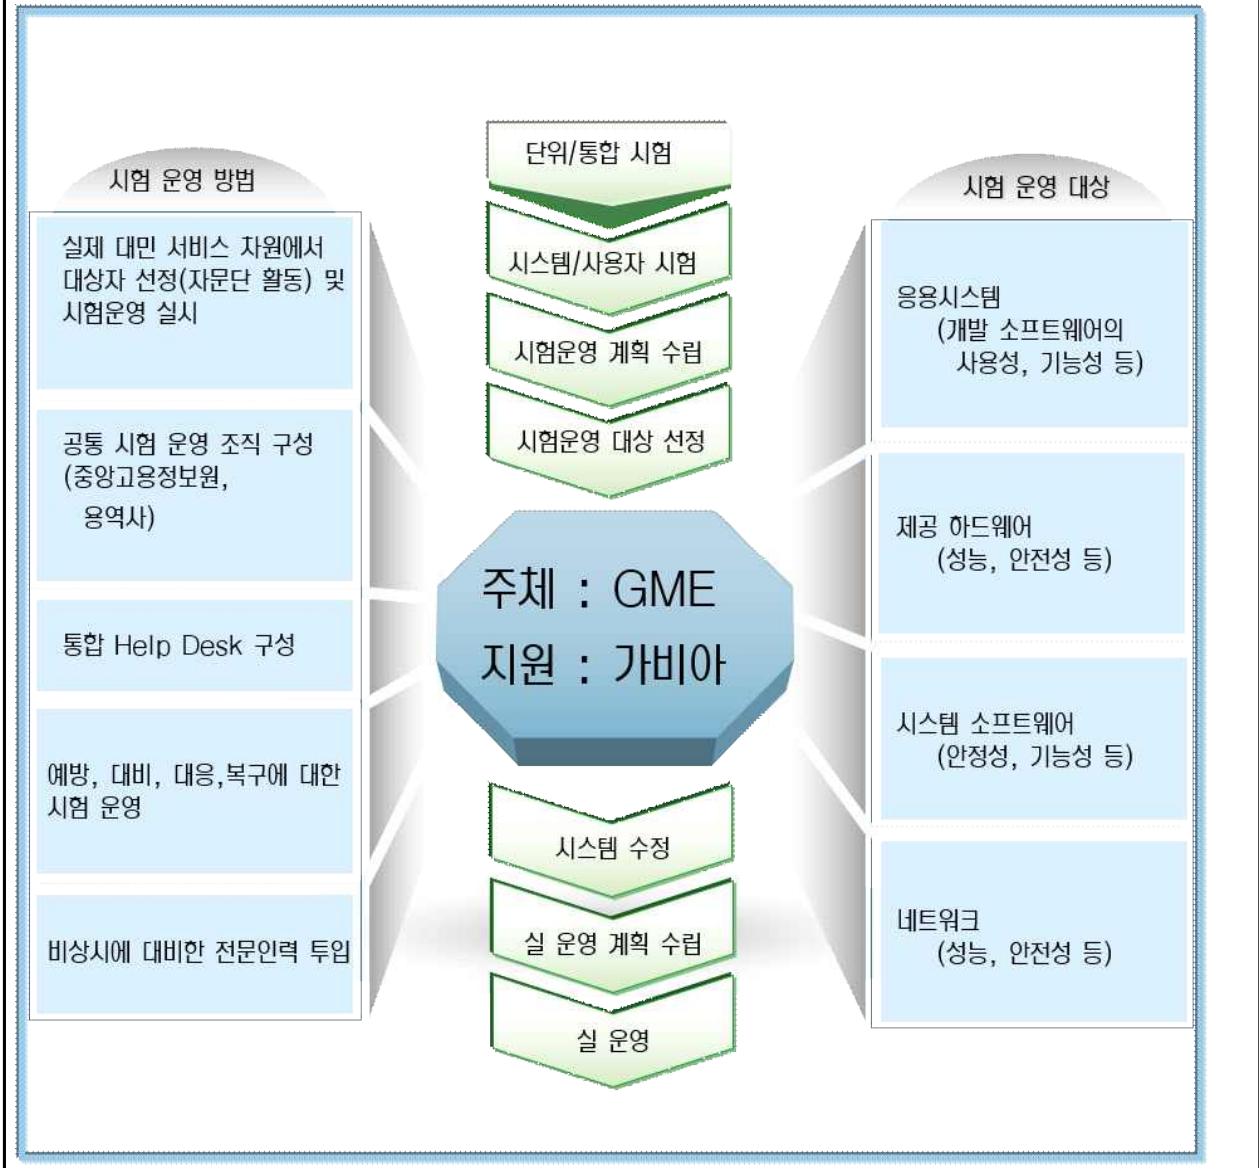 시험 운영 방법
실제 대민 서비스 차원에서
대상자 선정(자문단 활동) 및
시험운영 실시
공통 시험 운영 조직 구성
(중앙고용정보원,
용역사)
통합 Help Desk 구성
예방, 대비, 대응,복구에 대한
시험 운영
비상시에 대비한 전문인력 투입
단위/통합 시험
시스템/사용자 시험
시험운영 계획 수립
시험운영 대상 선정
주체 : GME
지원 : 가비아
시스템 수정
실 운영 계획 수립
실 운영
시험 운영 대상
응용시스템
(개발 소프트웨어의
사용성, 기능성 등)
제공 하드웨어
(성능, 안전성 등)
시스템 소프트웨어
(안정성, 기능성 등)
네트워크
(성능, 안전성 등)